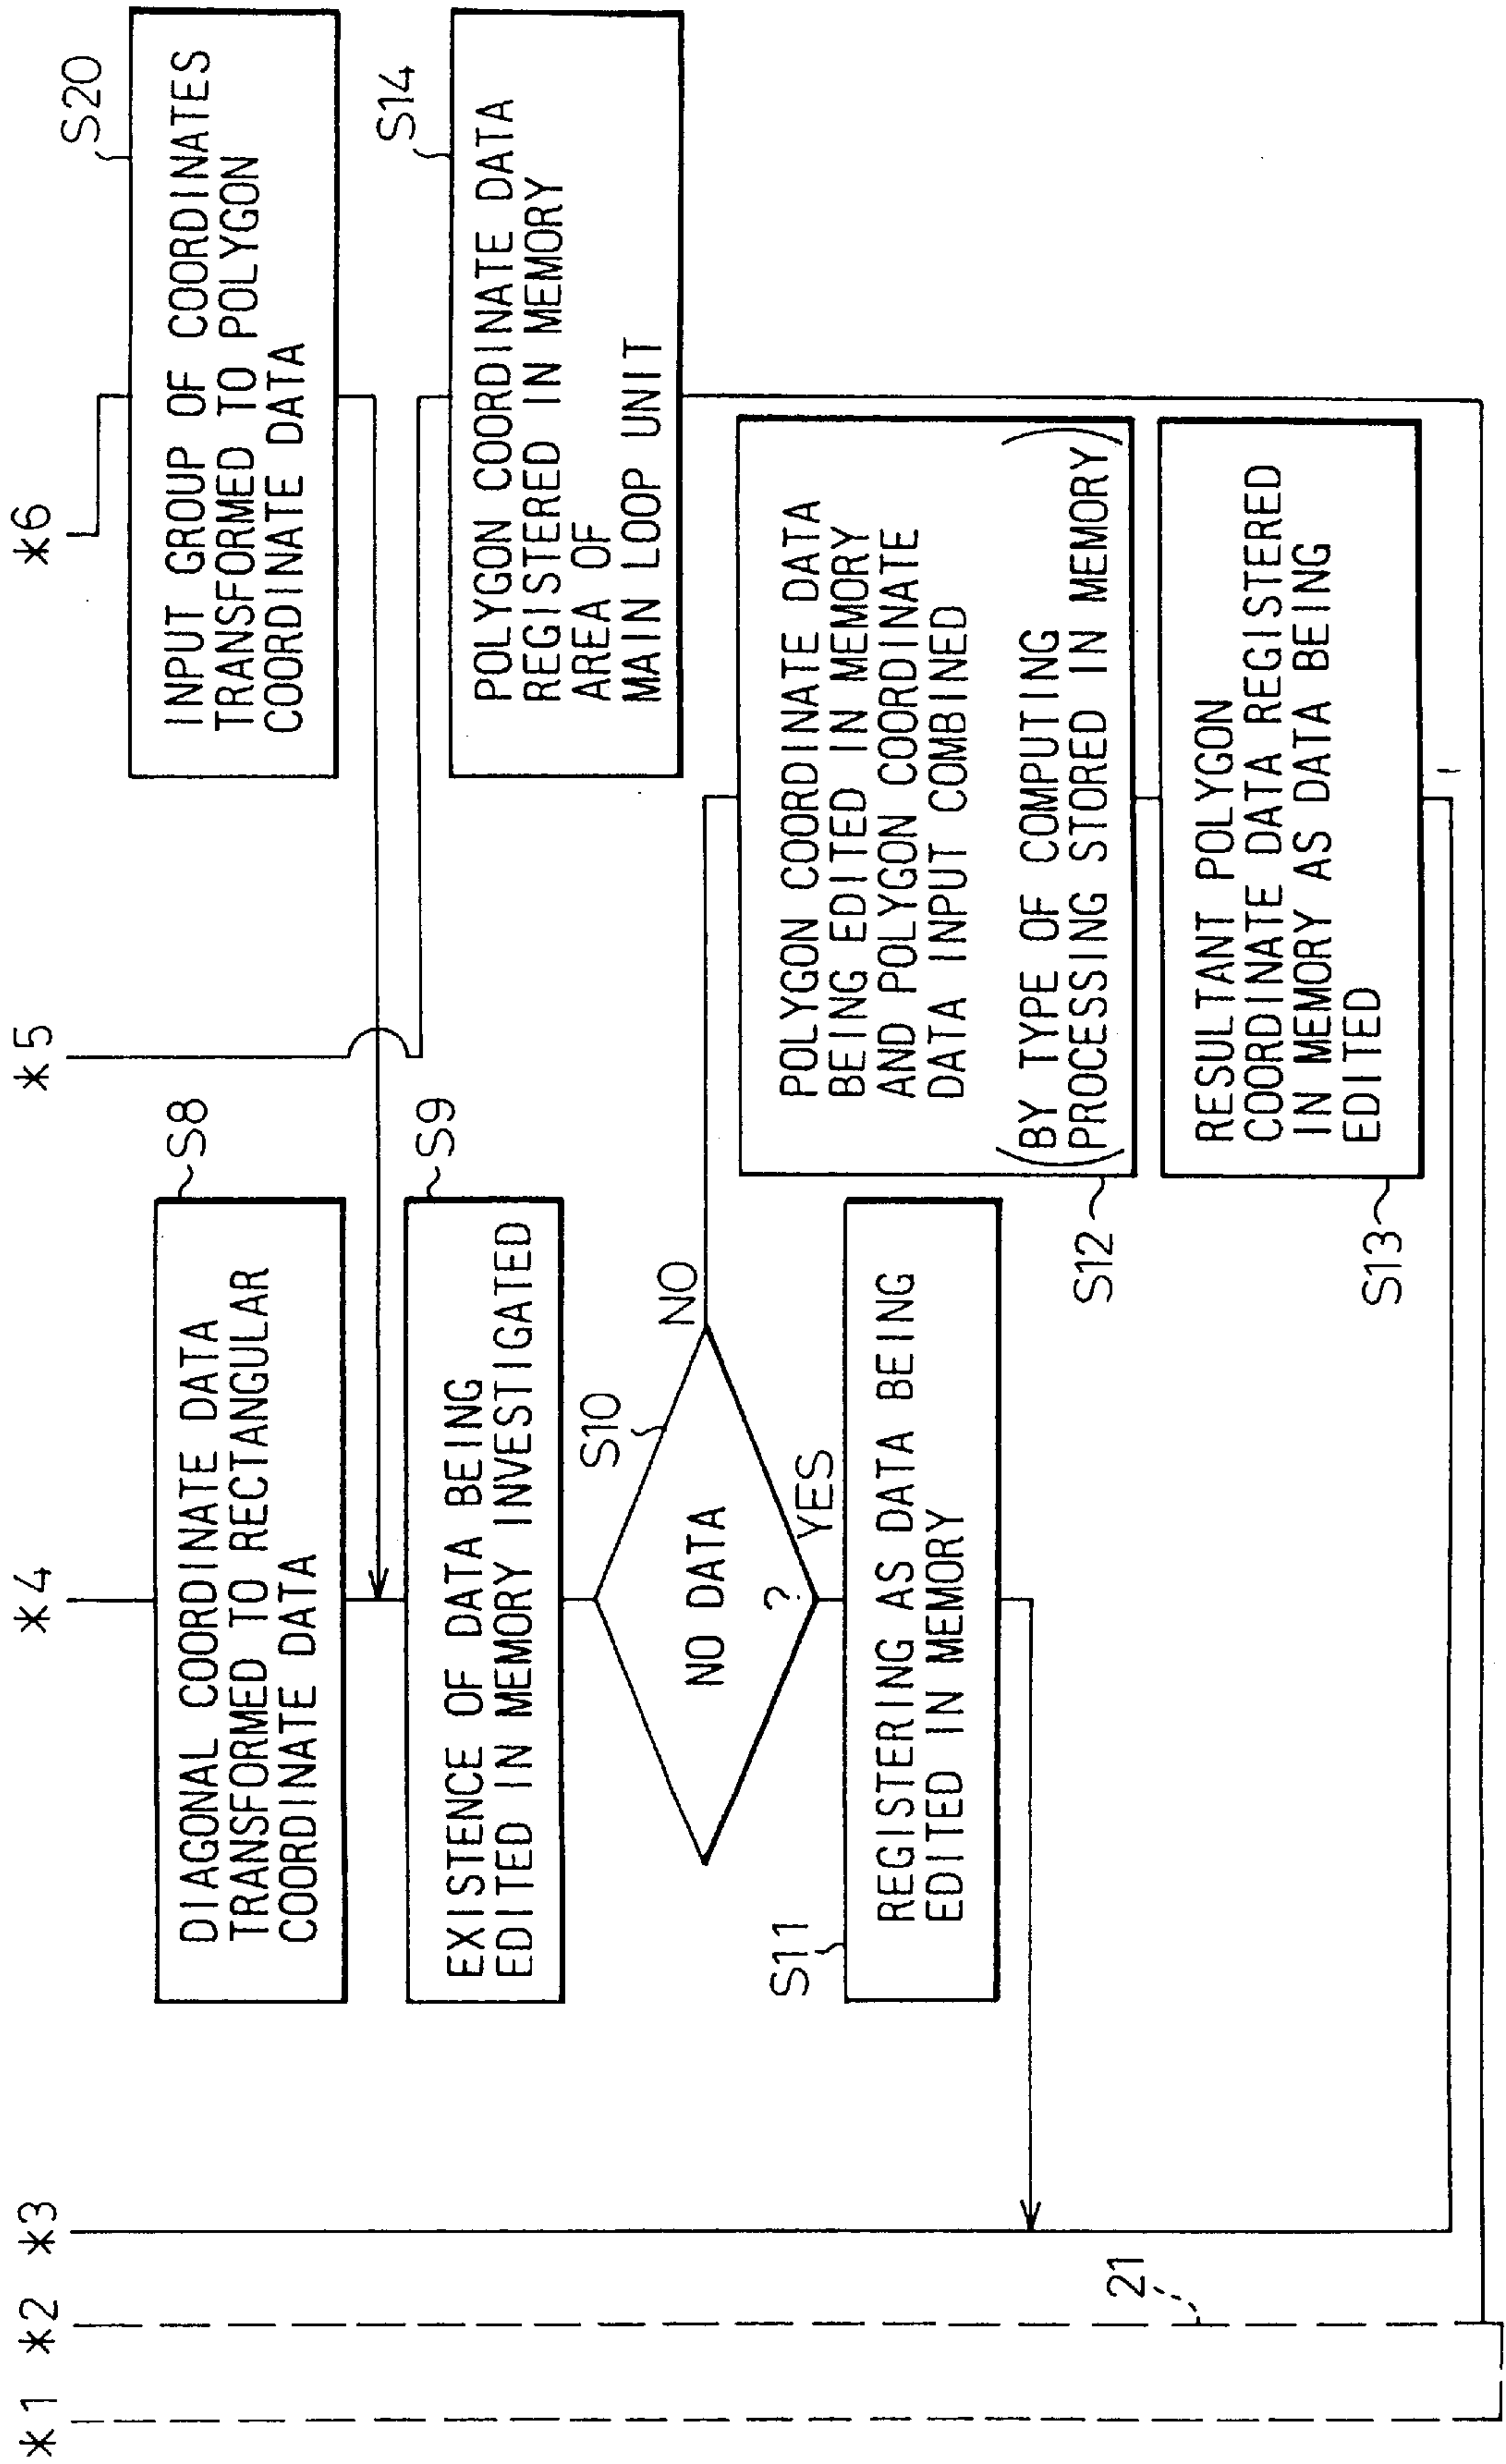 *1
*2
*3
*4
*5
*6
S8
DIAGONAL COORDINATE DATA
TRANSFORMED TO RECTANGULAR
COORDINATE DATA
S20
INPUT GROUP OF COORDINATES
TRANSFORMED TO POLYGON
COORDINATE DATA
S9
EXISTENCE OF DATA BEING
EDITED IN MEMORY INVESTIGATED
S14
POLYGON COORDINATE DATA
REGISTERED IN MEMORY
AREA OF
MAIN LOOP UNIT
S10
NO DATA
?
NO
YES
S11
REGISTERING AS DATA BEING
EDITED IN MEMORY
POLYGON COORDINATE DATA
BEING EDITED IN MEMORY
AND POLYGON COORDINATE
DATA INPUT COMBINED
(BY TYPE OF COMPUTING
PROCESSING STORED IN MEMORY)
S12
RESULTANT POLYGON
COORDINATE DATA REGISTERED
IN MEMORY AS DATA BEING
EDITED
S13
21